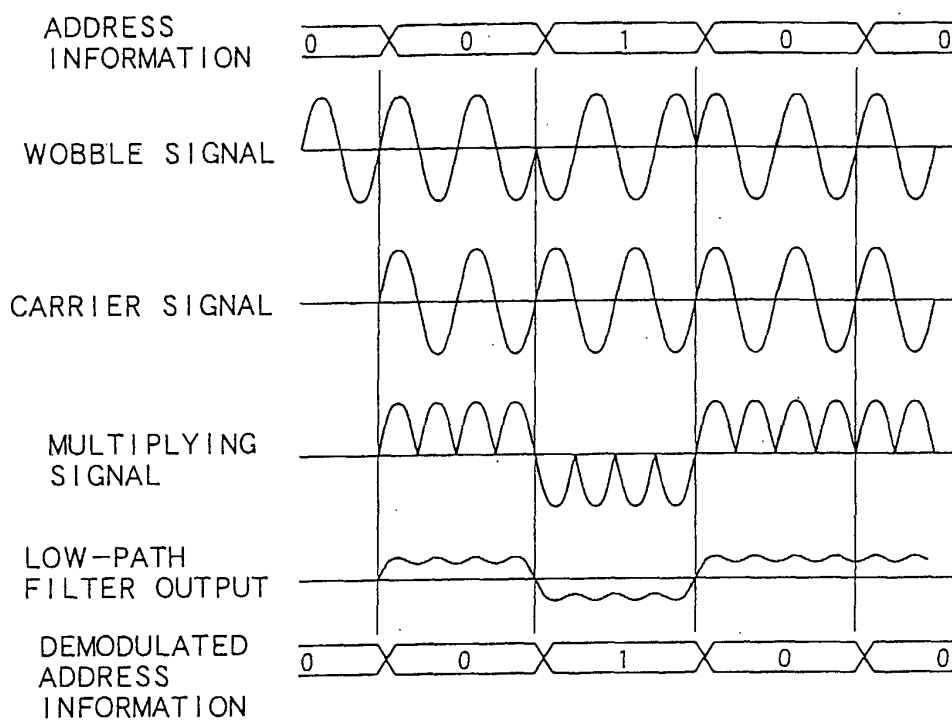 ADDRESS
INFORMATION
0 0 1 0 0
WOBBLE SIGNAL
CARRIER SIGNAL
MULTIPLYING
SIGNAL
LOW-PATH
FILTER OUTPUT
DEMODULATED
ADDRESS
INFORMATION
0 0 1 0 0